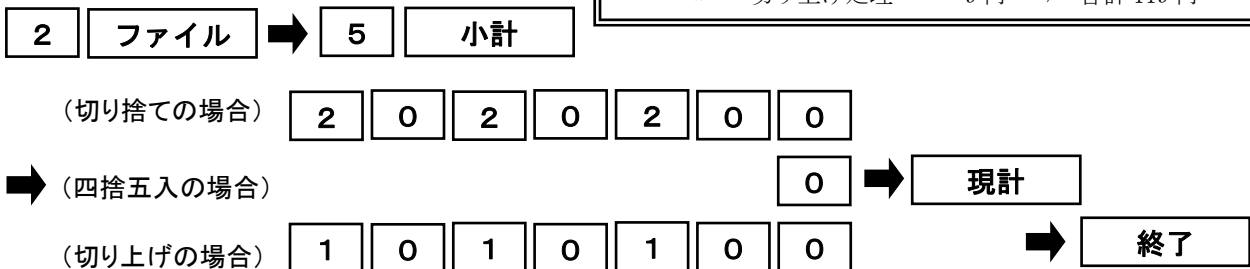 2 ファイル ➡ 5 小計
(切り捨ての場合) 2 0 2 0 2 0 0
➡ (四捨五入の場合) 0 ➡ 現計
(切り上げの場合) 1 0 1 0 1 0 0 ➡ 終了